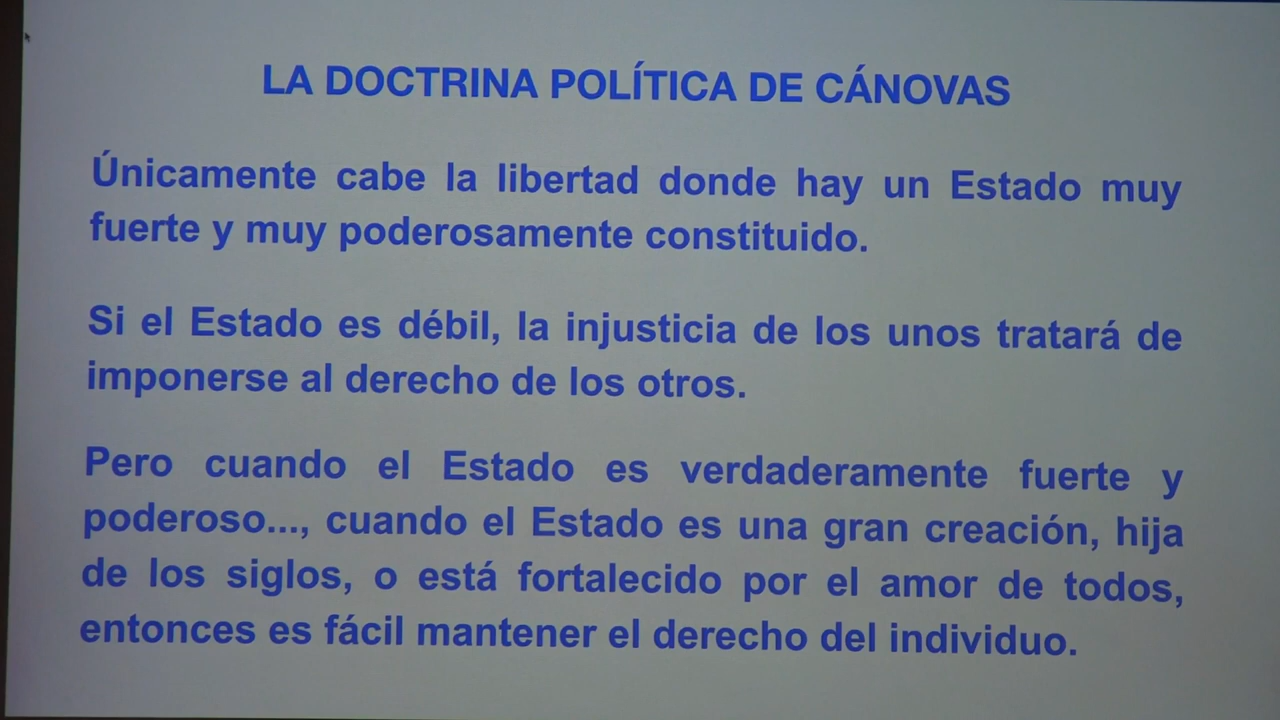 LA DOCTRINA POLÍTICA DE CÁNOVAS
Únicamente cabe la libertad donde hay un Estado muy
fuerte y muy poderosamente constituido.
Si el Estado es débil, la injusticia de los unos tratará de
imponerse al derecho de los otros.
Pero cuando el Estado es verdaderamente fuerte y
poderoso..., cuando el Estado es una gran creación, hija
de los siglos, o está fortalecido por el amor de todos,
entonces es fácil mantener el derecho del individuo.